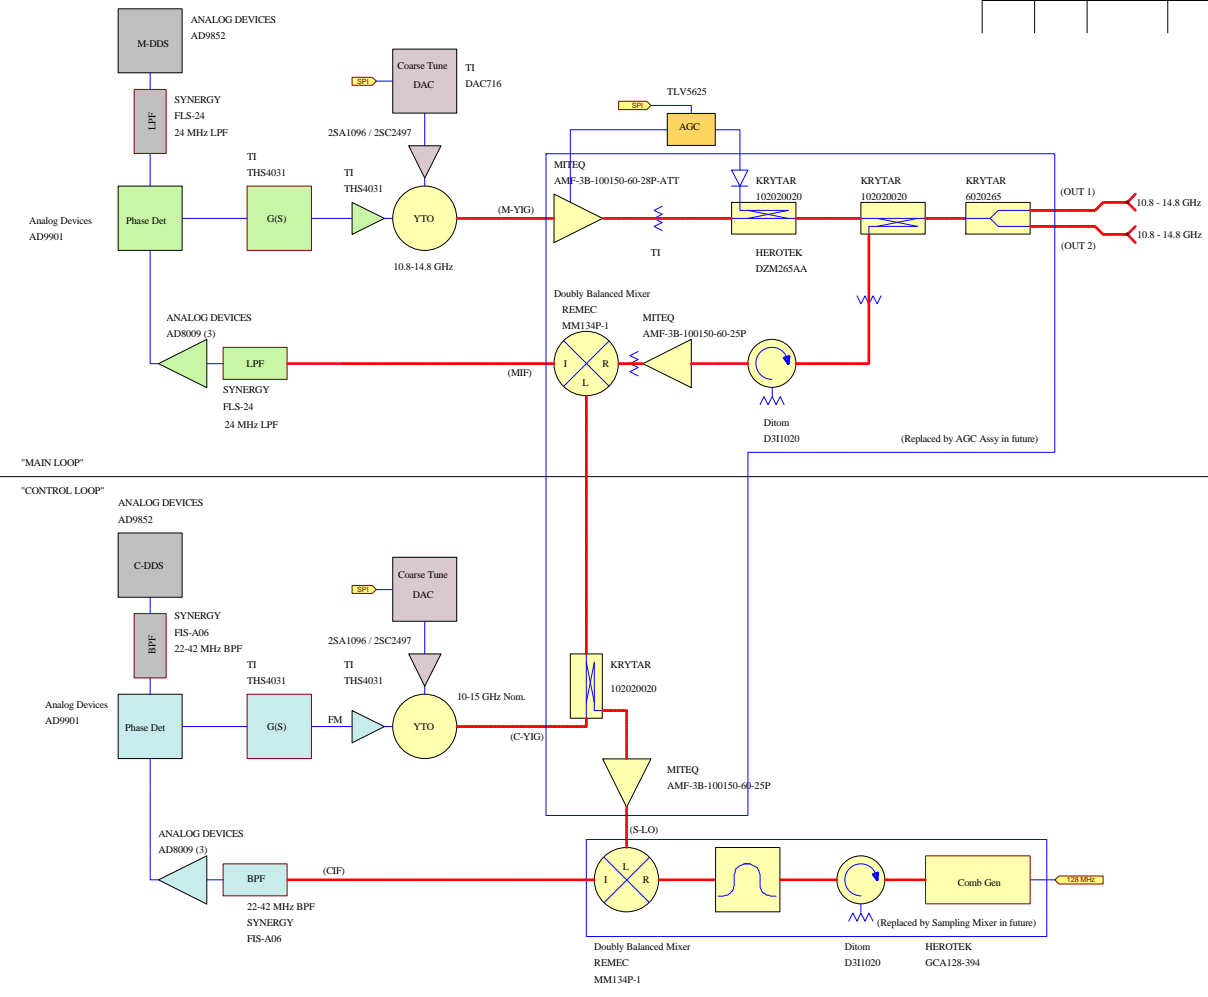 ANALOG DEVICES
AD9852
M-DDS
SYNERGY
FLS-24
24 MHz LPF
LPF
Coarse Tune
DAC
TI
DAC716
SPI
2SA1096 / 2SC2497
TLV5625
SPI
AGC
TI
THS4031
TI
THS4031
Analog Devices
AD9901
Phase Det
G(S)
YTO
10.8-14.8 GHz
(M-YIG)
MITEQ
AMF-3B-100150-60-28P-ATT
TI
KRYTAR
102020020
HEROTEK
DZM265AA
KRYTAR
102020020
KRYTAR
6020265
(OUT 1)
10.8 - 14.8 GHz
10.8 - 14.8 GHz
(OUT 2)
Doubly Balanced Mixer
REMEC
MM134P-1
I
R
L
MITEQ
AMF-3B-100150-60-25P
ANALOG DEVICES
AD8009 (3)
LPF
SYNERGY
FLS-24
24 MHz LPF
(MIF)
Ditom
D3I1020
(Replaced by AGC Assy in future)
"MAIN LOOP"
"CONTROL LOOP"
ANALOG DEVICES
AD9852
C-DDS
SYNERGY
FIS-A06
22-42 MHz BPF
BPF
Coarse Tune
DAC
SPI
2SA1096 / 2SC2497
TI
THS4031
TI
THS4031
Analog Devices
AD9901
Phase Det
G(S)
FM
YTO
10-15 GHz Nom.
(C-YIG)
KRYTAR
102020020
MITEQ
AMF-3B-100150-60-25P
(S-LO)
ANALOG DEVICES
AD8009 (3)
BPF
22-42 MHz BPF
SYNERGY
FIS-A06
(CIF)
L
I
R
Comb Gen
128 MHz
(Replaced by Sampling Mixer in future)
Doubly Balanced Mixer
REMEC
MM134P-1
Ditom
D3I1020
HEROTEK
GCA128-394